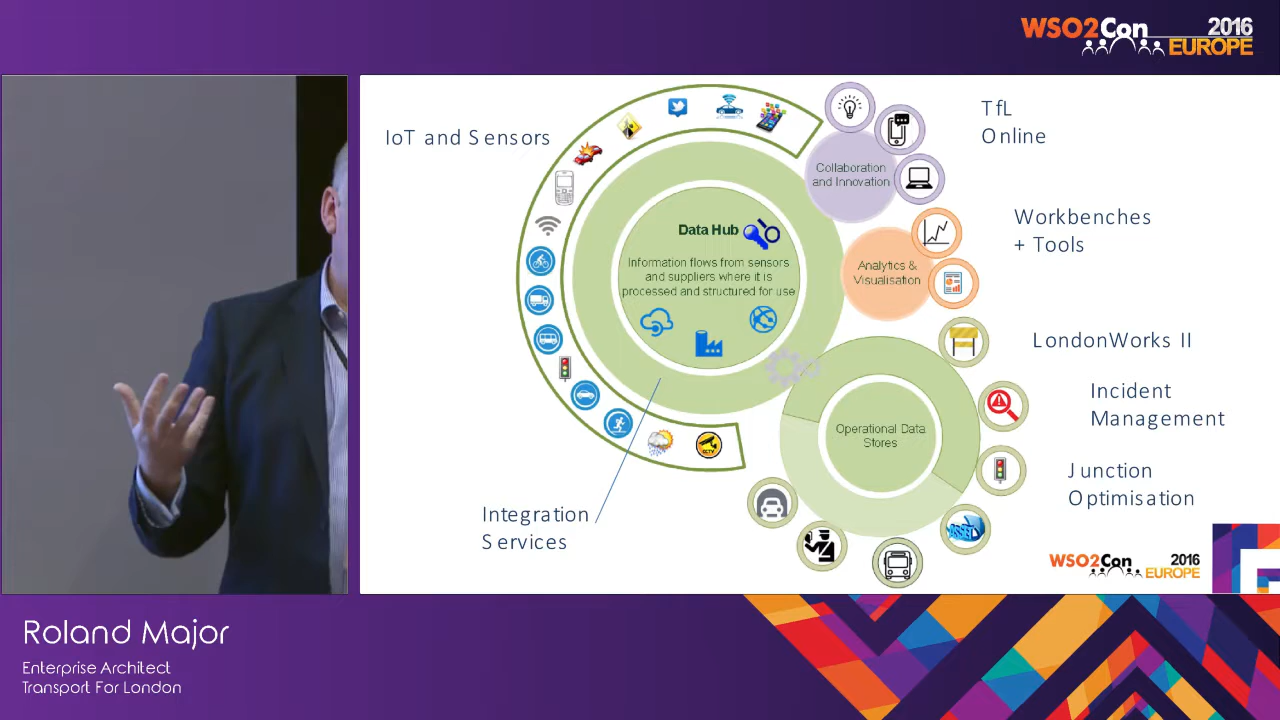 WSO2Con 2016
EUROPE
IoT and Sensors
TfL
Online
Collaboration
and Innovation
Workbenches
+ Tools
Data Hub
Information flows from sensors
and suppliers where it is
processed and structured for use
Analytics &
Visualisation
LondonWorks II
Incident
Management
Operational Data
Stores
CCTV
Junction
Optimisation
ASSET
Integration
Services
WSO2Con 2016
EUROPE
Roland Major
Enterprise Architect
Transport For London